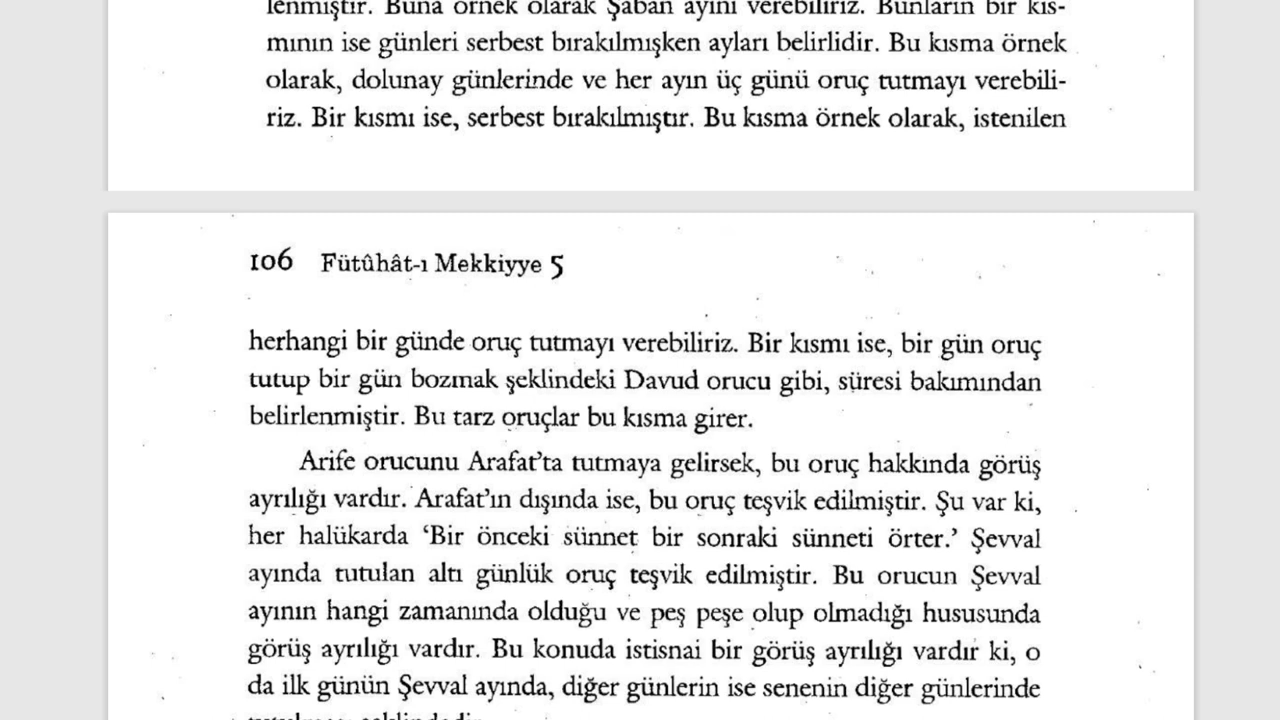 lenmiştir. Buna örnek olarak Şaban ayını verebiliriz. Bunların bir kıs-
mının ise günleri serbest bırakılmışken ayları belirlidir. Bu kısma örnek
olarak, dolunay günlerinde ve her ayın üç günü oruç tutmayı verebili-
riz. Bir kısmı ise, serbest bırakılmıştır. Bu kısma örnek olarak, istenilen
106 Fütûhât-ı Mekkiyye 5
herhangi bir günde oruç tutmayı verebiliriz. Bir kısmı ise, bir gün oruç
tutup bir gün bozmak şeklindeki Davud orucu gibi, süresi bakımından
belirlenmiştir. Bu tarz oruçlar bu kısma girer.
Arife orucunu Arafat'ta tutmaya gelirsek, bu oruç hakkında görüş
ayrılığı vardır. Arafat'ın dışında ise, bu oruç teşvik edilmiştir. Şu var ki,
her halükarda ‘Bir önceki sünnet bir sonraki sünneti örter.’ Şevval
ayında tutulan altı günlük oruç teşvik edilmiştir. Bu orucun Şevval
ayının hangi zamanında olduğu ve peş peşe olup olmadığı hususunda
görüş ayrılığı vardır. Bu konuda istisnai bir görüş ayrılığı vardır ki, o
da ilk günün Şevval ayında, diğer günlerin ise senenin diğer günlerinde